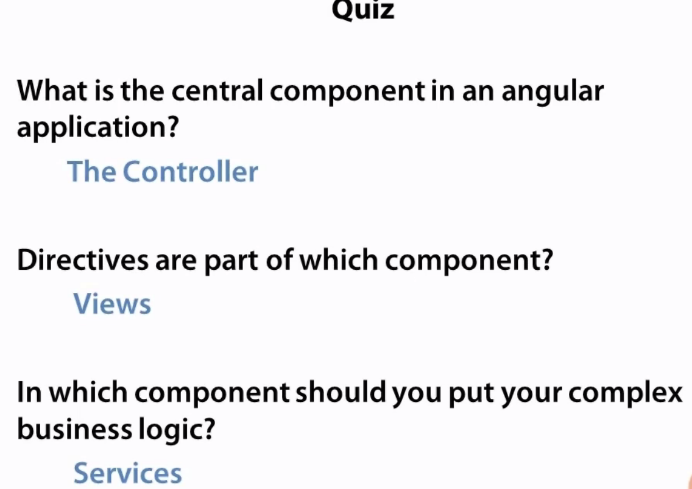 Quiz
What is the central component in an angular
application?
The Controller
Directives are part of which component?
Views
In which component should you put your complex
business logic?
Services